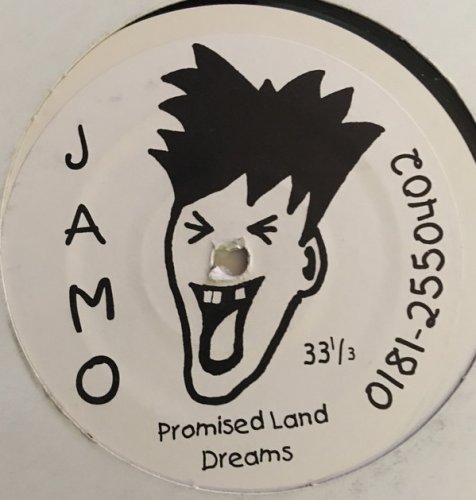 JAMO
0181-2550402
33 1/3
Promised Land
Dreams